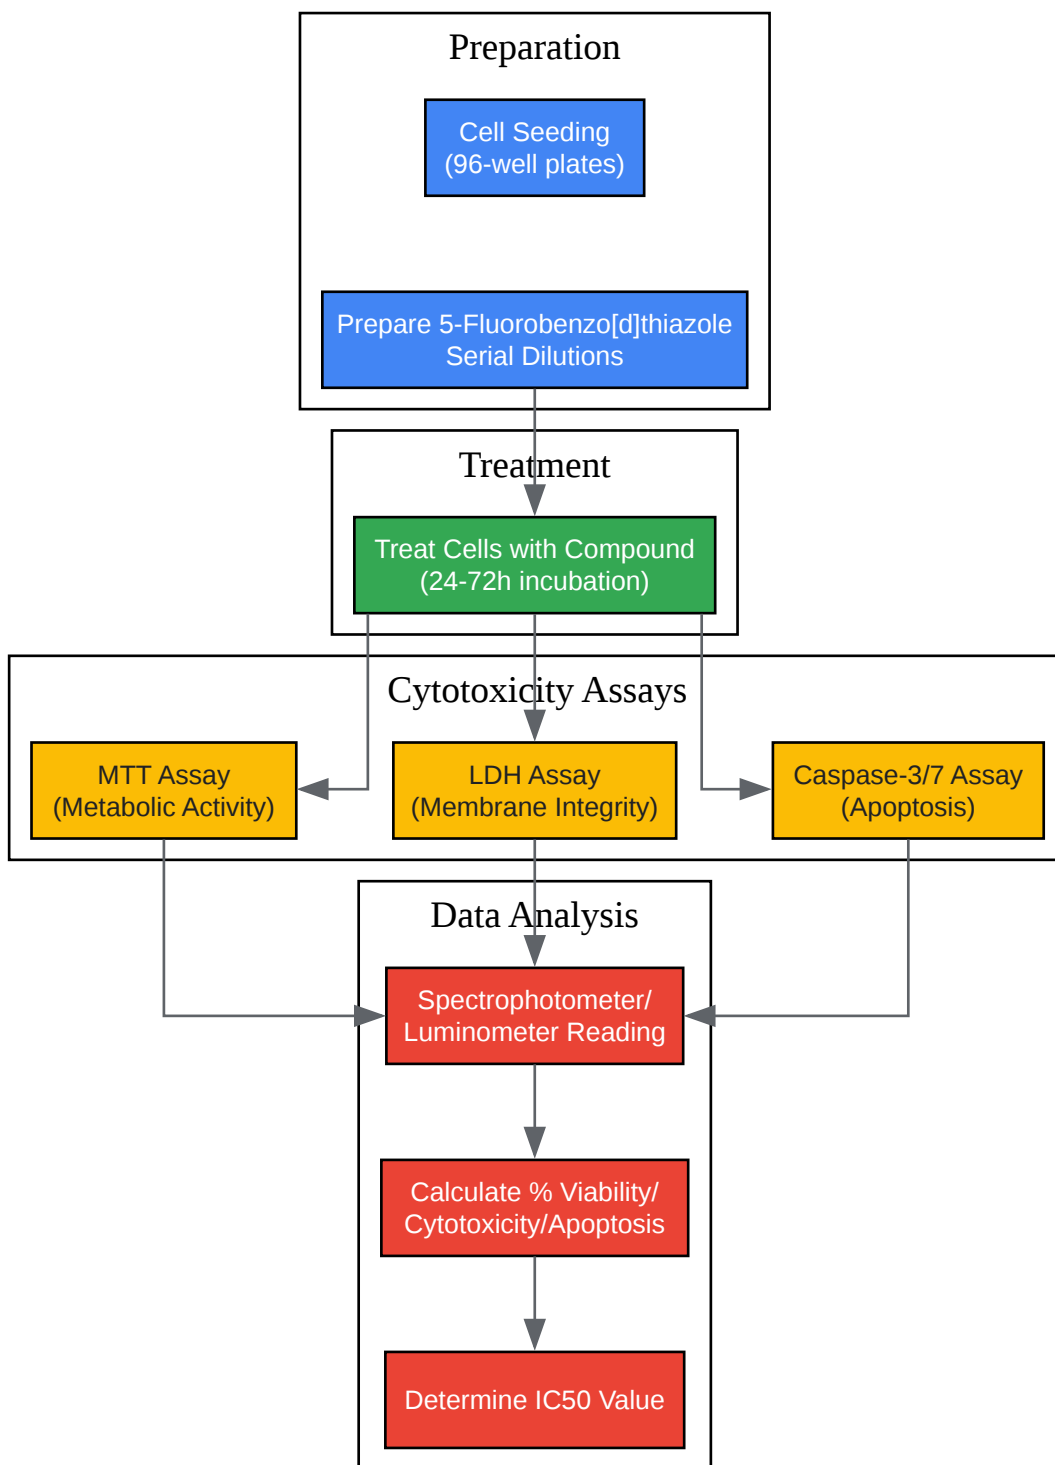 Preparation
Cell Seeding
(96-well plates)
Prepare 5-Fluorobenzo[d]thiazole
Serial Dilutions
Treatment
Treat Cells with Compound
(24-72h incubation)
Cytotoxicity Assays
MTT Assay
(Metabolic Activity)
LDH Assay
(Membrane Integrity)
Caspase-3/7 Assay
(Apoptosis)
Data Analysis
Spectrophotometer/
Luminometer Reading
Calculate % Viability/
Cytotoxicity/Apoptosis
Determine IC50 Value